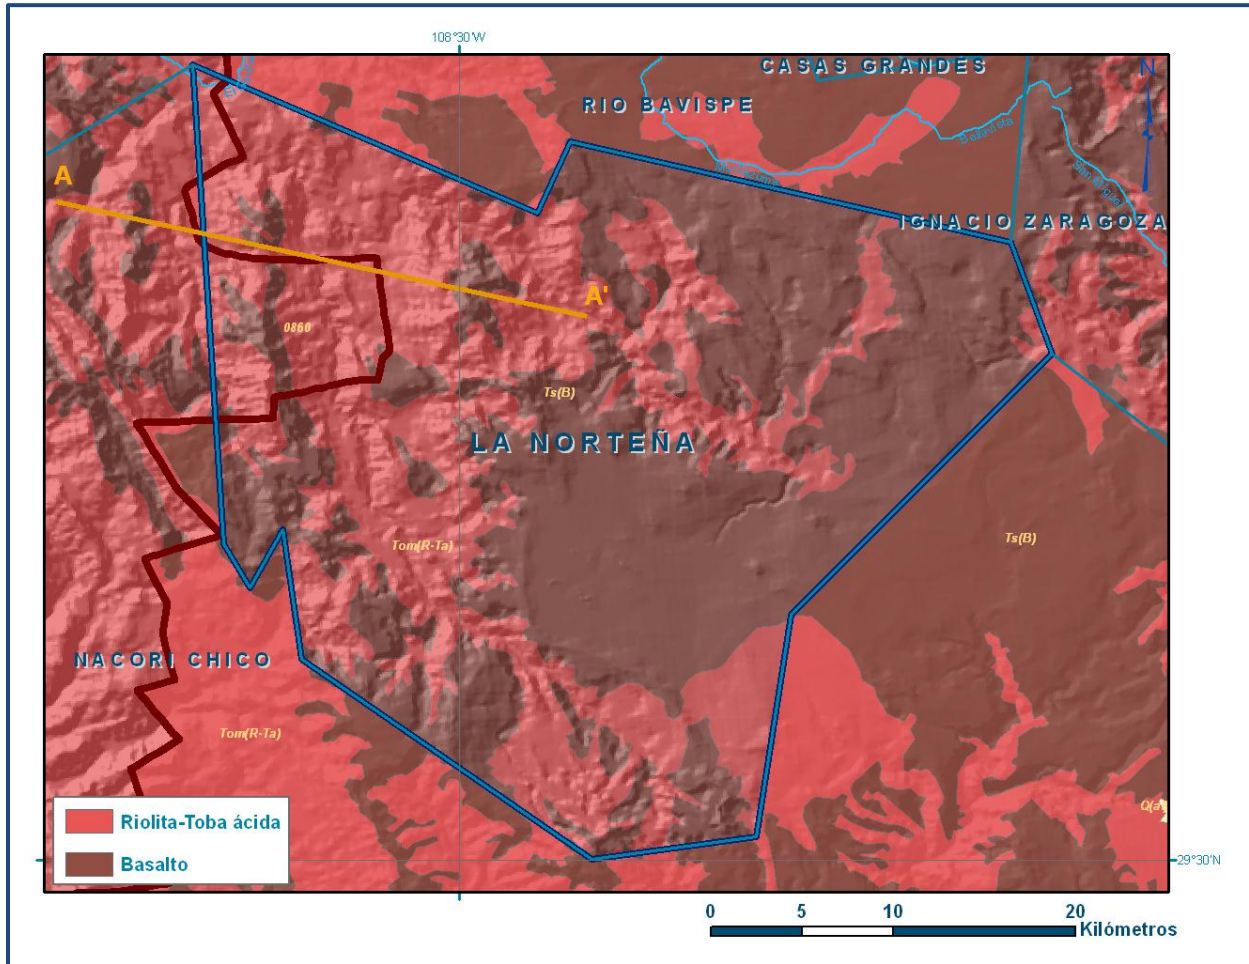 108°30'W
CASAS GRANDES
N
RIO BAVISPE
A
IGNACIO ZARAGOZA
A'
0860
Ts(B)
LA NORTEÑA
Tom(R-Ta)
Ts(B)
NACORI CHICO
Tom(R-Ta)
Riolita-Toba ácida
Basalto
29°30'N
0 5 10 20
Kilómetros